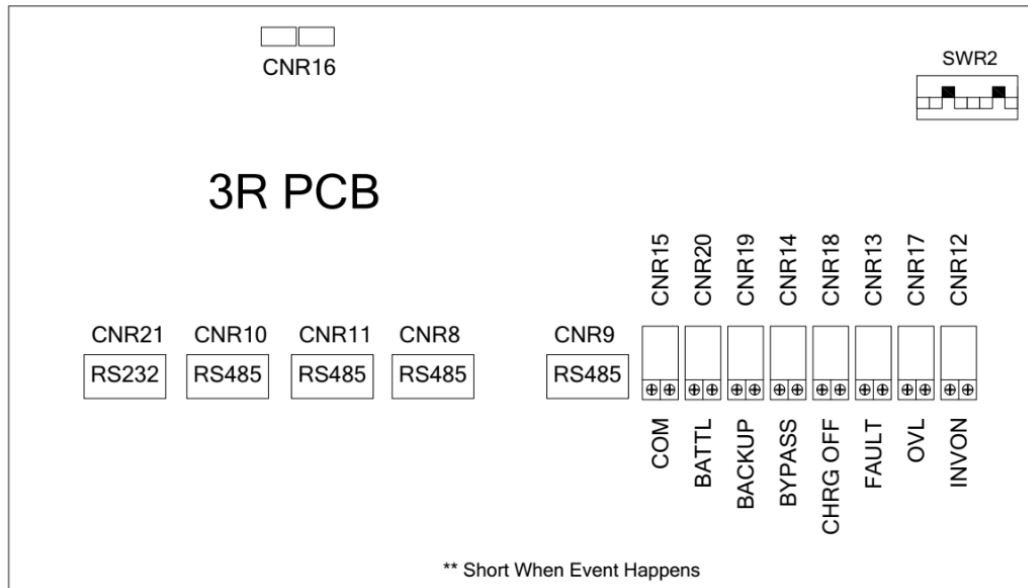 CNR16
SWR2
3R PCB
CNR15 CNR20 CNR19 CNR14 CNR18 CNR13 CNR17 CNR12
CNR21 CNR10 CNR11 CNR8 CNR9
RS232 RS485 RS485 RS485 RS485
COM BATTL BACKUP BYPASS CHRG OFF FAULT OVL INVON
** Short When Event Happens